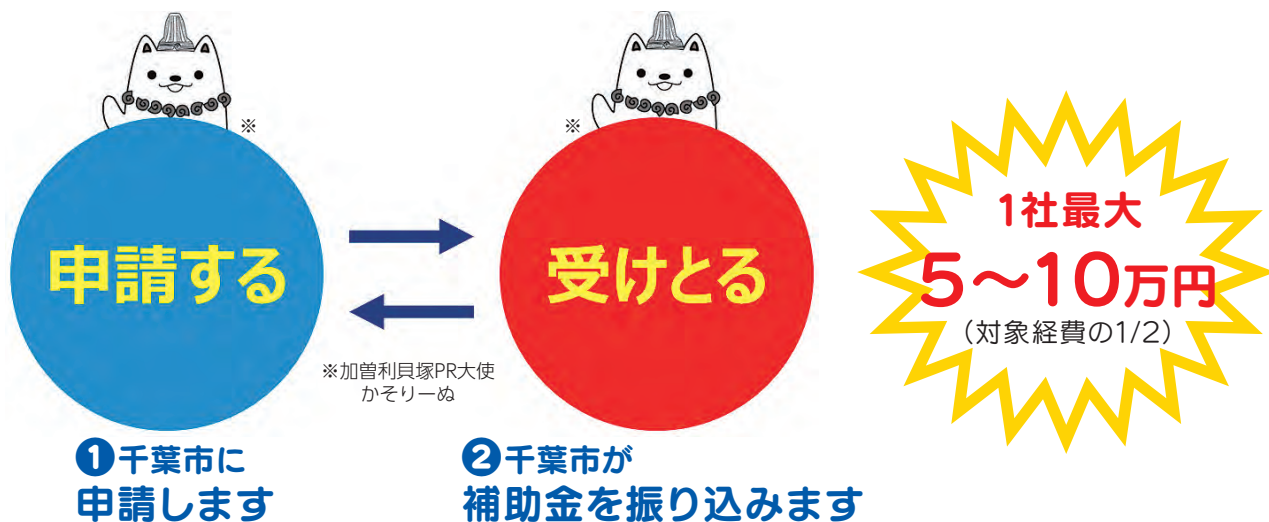 ※
※
申請する
受けとる
※加曽利貝塚PR大使
かそりーぬ
❶千葉市に
申請します
❷千葉市が
補助金を振り込みます
1社最大
5〜10万円
（対象経費の1/2）